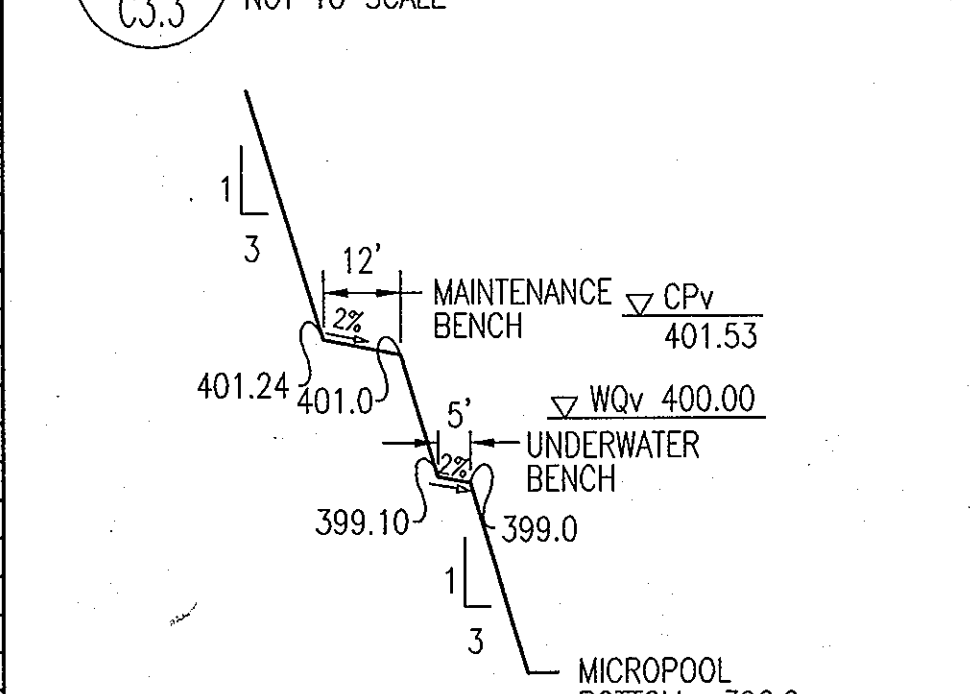 C3.3
NOT TO SCALE
1
3
12'
MAINTENANCE
BENCH
CPv
401.53
2%
401.24
401.0
WQv 400.00
5'
UNDERWATER
BENCH
2%
399.10
399.0
1
3
MICROPOOL
BOTTOM